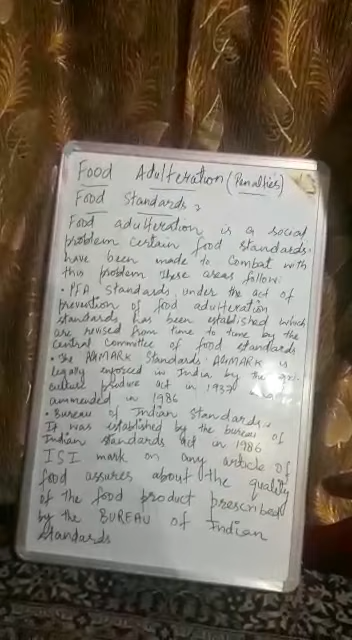 Food Adulteration (Penalties)
Food Standards,
Food adulteration is a social
problem certain food standards.
have been made to combat with
this problem these areas follow.
• PFA Standards under the act of
prevention of food adulteration
standards has been established which
are revised from time to time by the
central committee of food standards
• The AGMARK Standards. AGMARK is
legally enforced in India by the agri-
culture produce act in 1937
ammended in 1986
• Bureau of Indian Standards,
It was established by the bureau of
Indian standards act in 1986
ISI mark on any article of
food assures about the quality
of the food product prescribed
by the BUREAU of Indian
standards